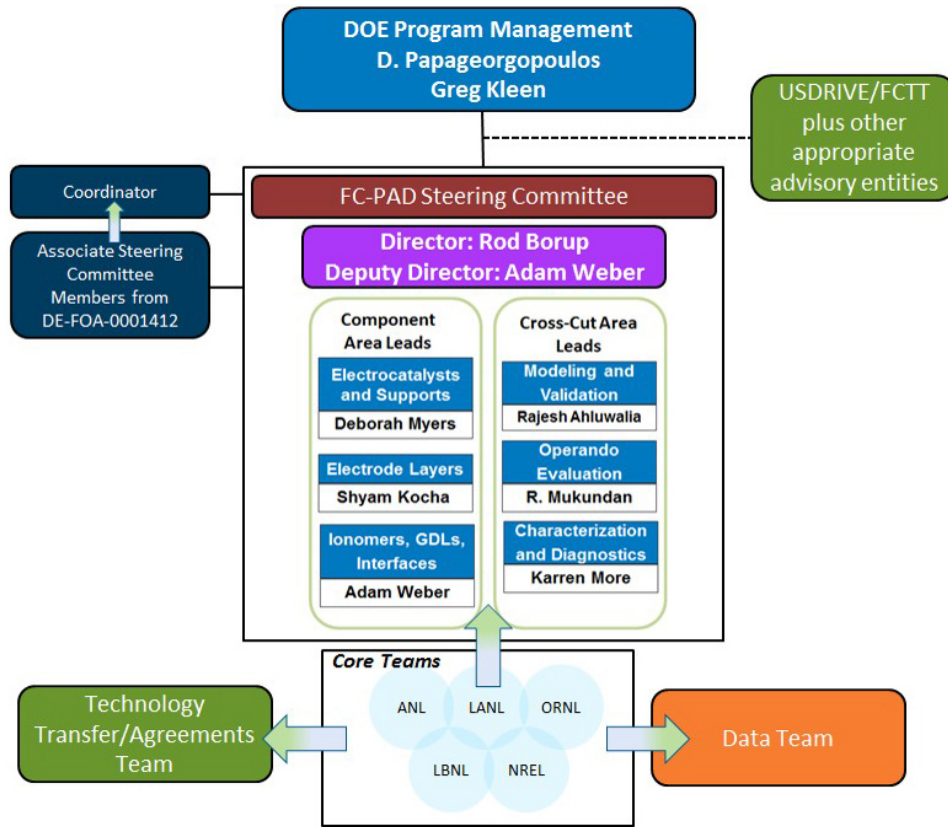 DOE Program Management
D. Papageorgopoulos
Greg Kleen
USDRIVE/FCTT
plus other
appropriate
advisory entities
Coordinator
Associate Steering
Committee
Members from
DE-FOA-0001412
FC-PAD Steering Committee
Director: Rod Borup
Deputy Director: Adam Weber
Component
Area Leads
Electrocatalysts
and Supports
Deborah Myers
Electrode Layers
Shyam Kocha
Ionomers, GDLs,
Interfaces
Adam Weber
Cross-Cut Area
Leads
Modeling and
Validation
Rajesh Ahluwalia
Operando
Evaluation
R. Mukundan
Characterization
and Diagnostics
Karren More
Core Teams
ANL
LANL
ORNL
LBNL
NREL
Technology
Transfer/Agreements
Team
Data Team